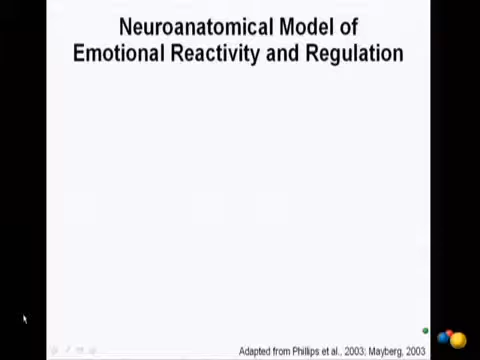 Neuroanatomical Model of
Emotional Reactivity and Regulation
Adapted from Phillips et al., 2003; Mayberg, 2003